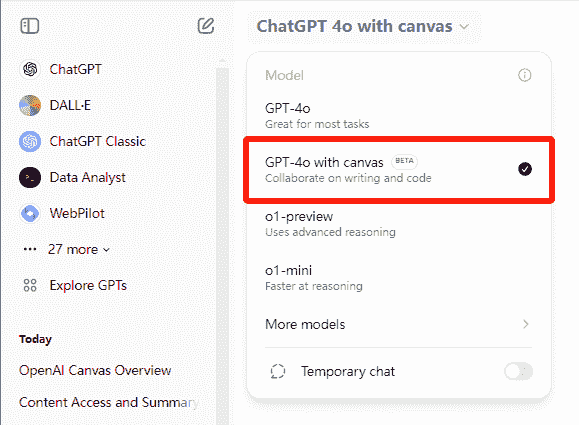 ChatGPT
DALL·E
ChatGPT Classic
Data Analyst
WebPilot
27 more
Explore GPTs
Today
OpenAI Canvas Overview
Content Access and Summary
ChatGPT 4o with canvas
Model
GPT-4o
Great for most tasks
GPT-4o with canvas BETA
Collaborate on writing and code
o1-preview
Uses advanced reasoning
o1-mini
Faster at reasoning
More models
Temporary chat